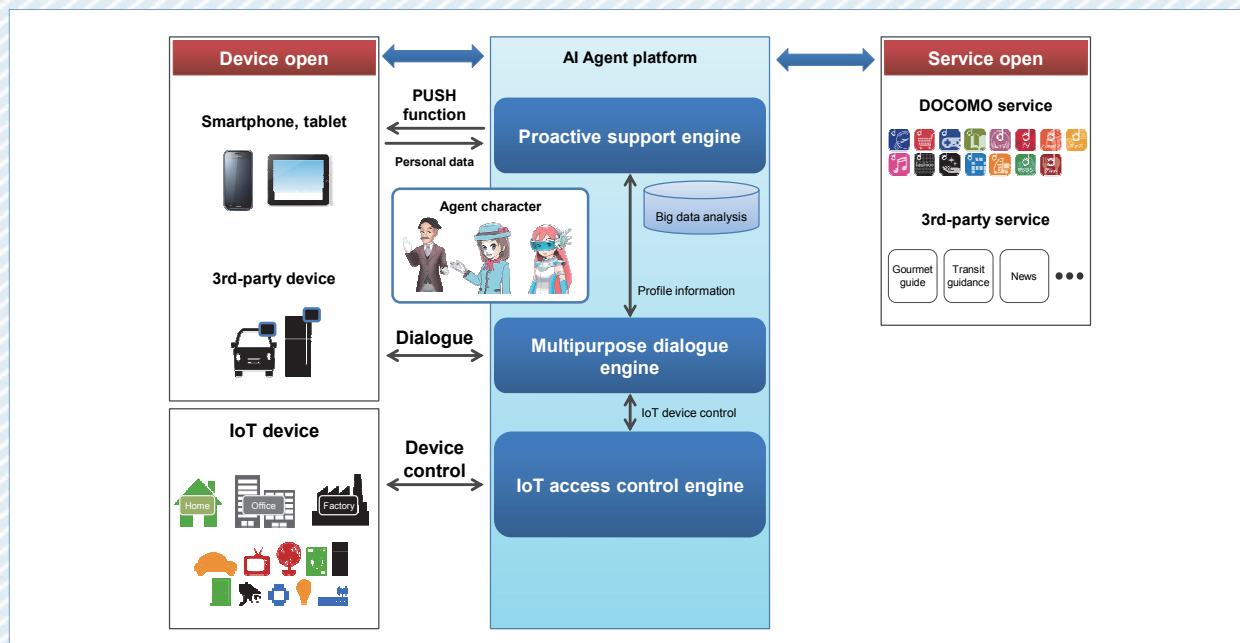 Device open
AI Agent platform
Service open
PUSH
function
Smartphone, tablet
Personal data
Proactive support engine
DOCOMO service
Agent character
Big data analysis
3rd-party service
Gourmet
guide
Transit
guidance
News
3rd-party device
Profile information
Dialogue
Multipurpose dialogue
engine
IoT device control
IoT device
Device
control
IoT access control engine
Home
Office
Factory